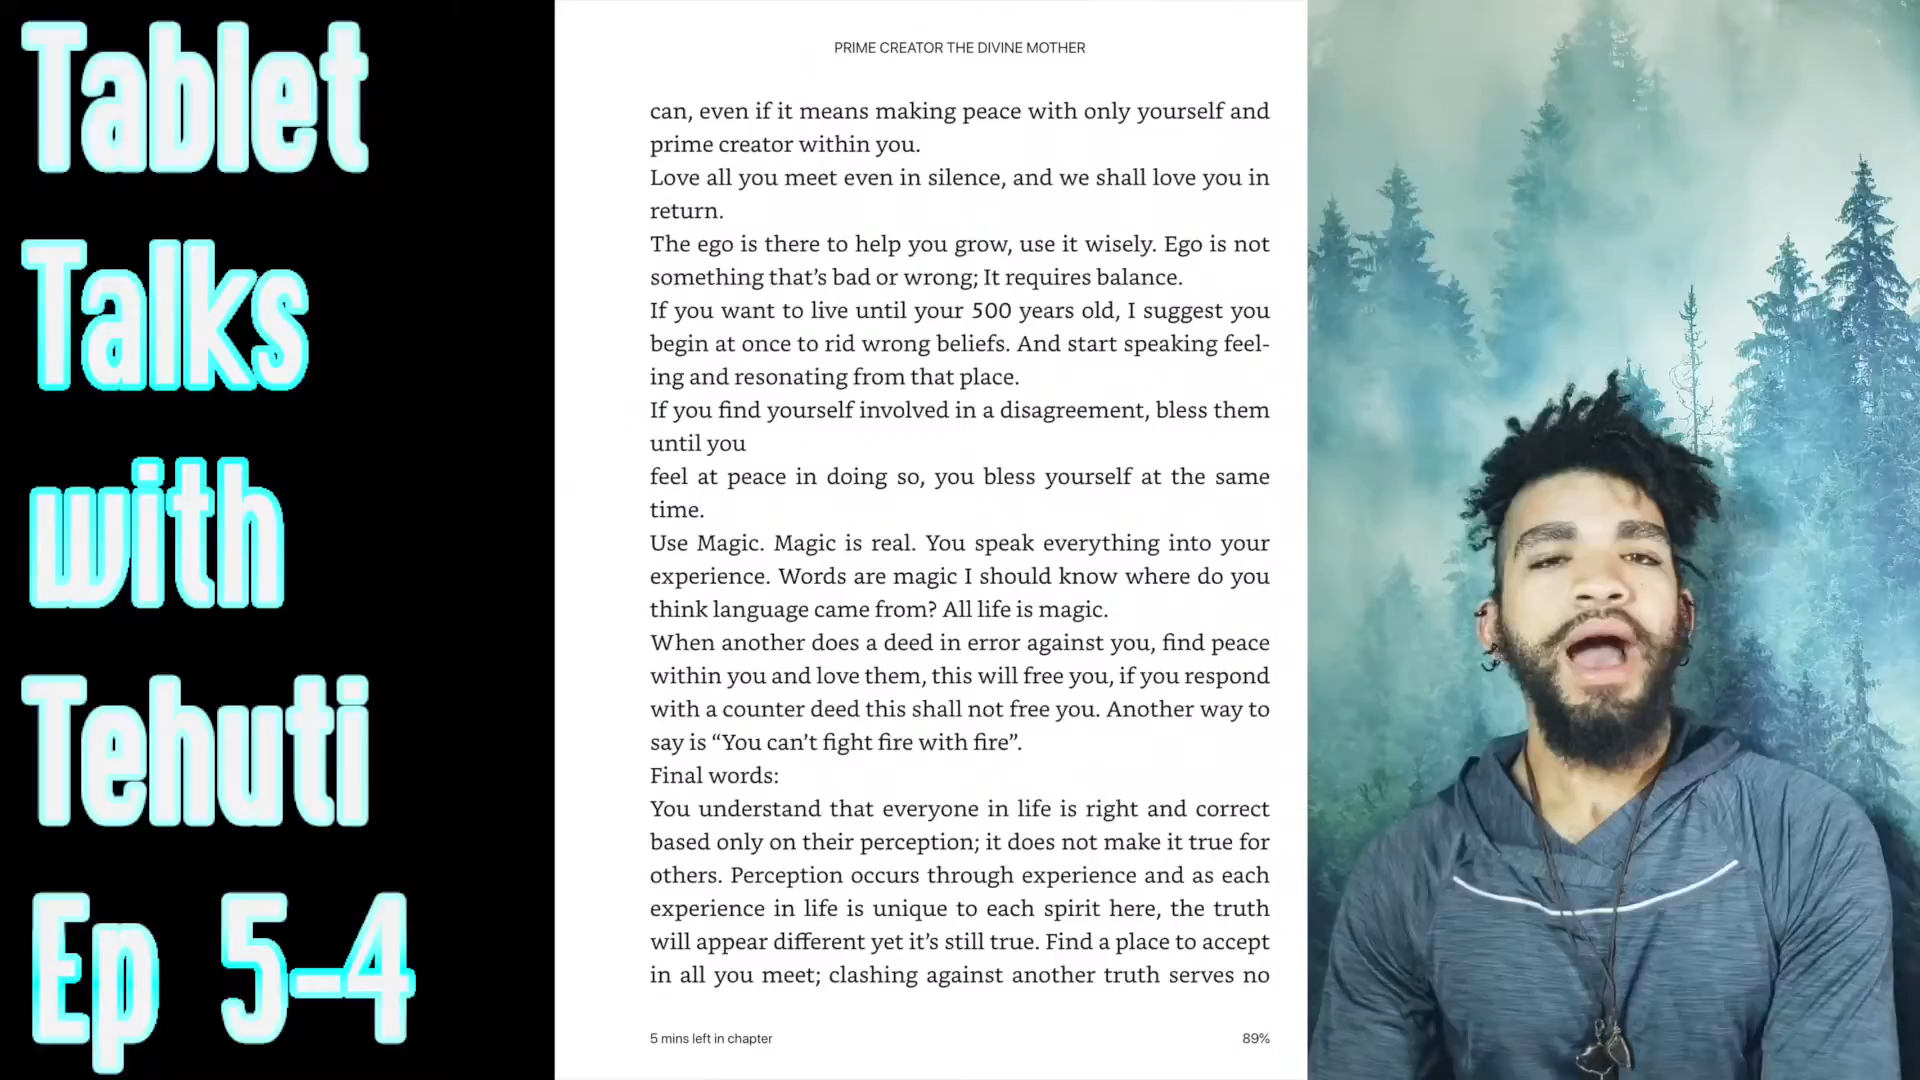 Tablet
Talks
with
Tehuti
Ep 5-4
PRIME CREATOR THE DIVINE MOTHER
can, even if it means making peace with only yourself and
prime creator within you.
Love all you meet even in silence, and we shall love you in
return.
The ego is there to help you grow, use it wisely. Ego is not
something that’s bad or wrong; It requires balance.
If you want to live until your 500 years old, I suggest you
begin at once to rid wrong beliefs. And start speaking feel-
ing and resonating from that place.
If you find yourself involved in a disagreement, bless them
until you
feel at peace in doing so, you bless yourself at the same
time.
Use Magic. Magic is real. You speak everything into your
experience. Words are magic I should know where do you
think language came from? All life is magic.
When another does a deed in error against you, find peace
within you and love them, this will free you, if you respond
with a counter deed this shall not free you. Another way to
say is “You can’t fight fire with fire”.
Final words:
You understand that everyone in life is right and correct
based only on their perception; it does not make it true for
others. Perception occurs through experience and as each
experience in life is unique to each spirit here, the truth
will appear different yet it’s still true. Find a place to accept
in all you meet; clashing against another truth serves no
5 mins left in chapter
89%